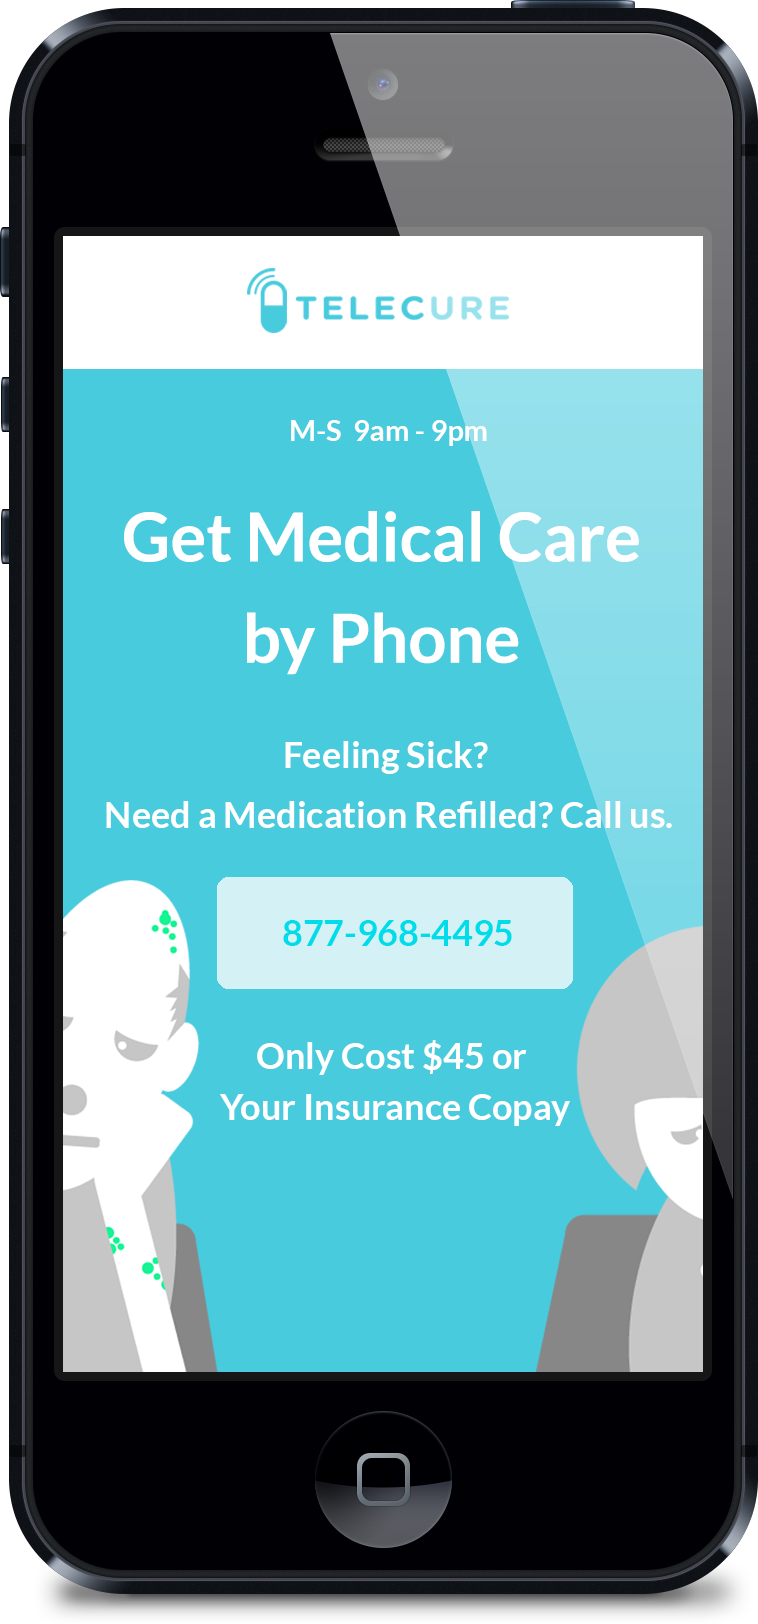 TELECURE
M-S 9am - 9pm
Get Medical Care
by Phone
Feeling Sick?
Need a Medication Refilled? Call us.
877-968-4495
Only Cost $45 or
Your Insurance Copay